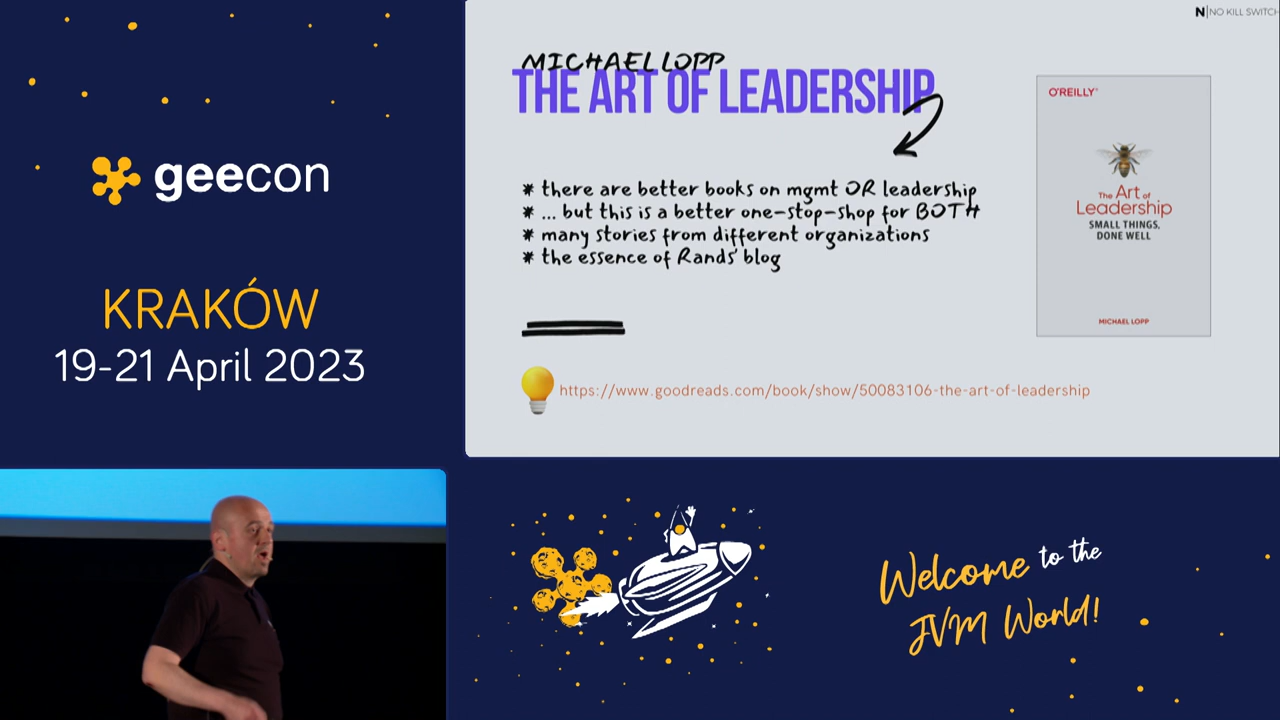 geecon
KRAKÓW
19-21 April 2023
N|NO KILL SWITCH
MICHAEL LOPP
THE ART OF LEADERSHIP
* there are better books on mgmt OR leadership
* ... but this is a better one-stop-shop for BOTH
* many stories from different organizations
* the essence of Rands' blog
https://www.goodreads.com/book/show/50083106-the-art-of-leadership
O'REILLY®
The Art of
Leadership
SMALL THINGS,
DONE WELL
MICHAEL LOPP
Welcome to the
JVM World!